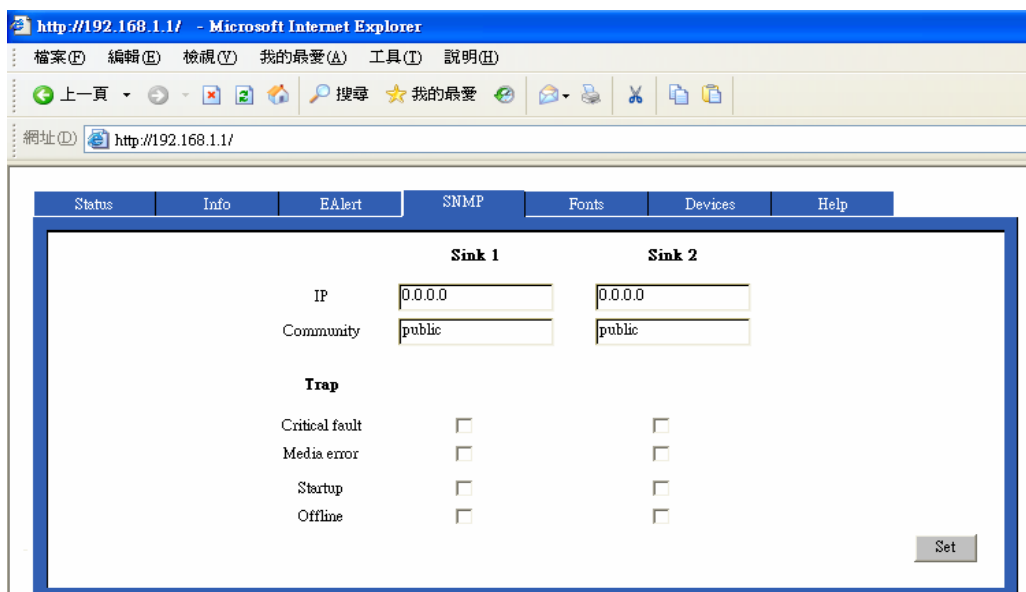 http://192.168.1.1/ - Microsoft Internet Explorer
檔案(F) 編輯(E) 檢視(V) 我的最愛(A) 工具(T) 說明(H)
上一頁 搜尋 我的最愛
網址(D) http://192.168.1.1/
Status Info EAlert SNMP Fonts Devices Help
Sink 1 Sink 2
IP 0.0.0.0 0.0.0.0
Community public public
Trap
Critical fault
Media error
Startup
Offline
Set